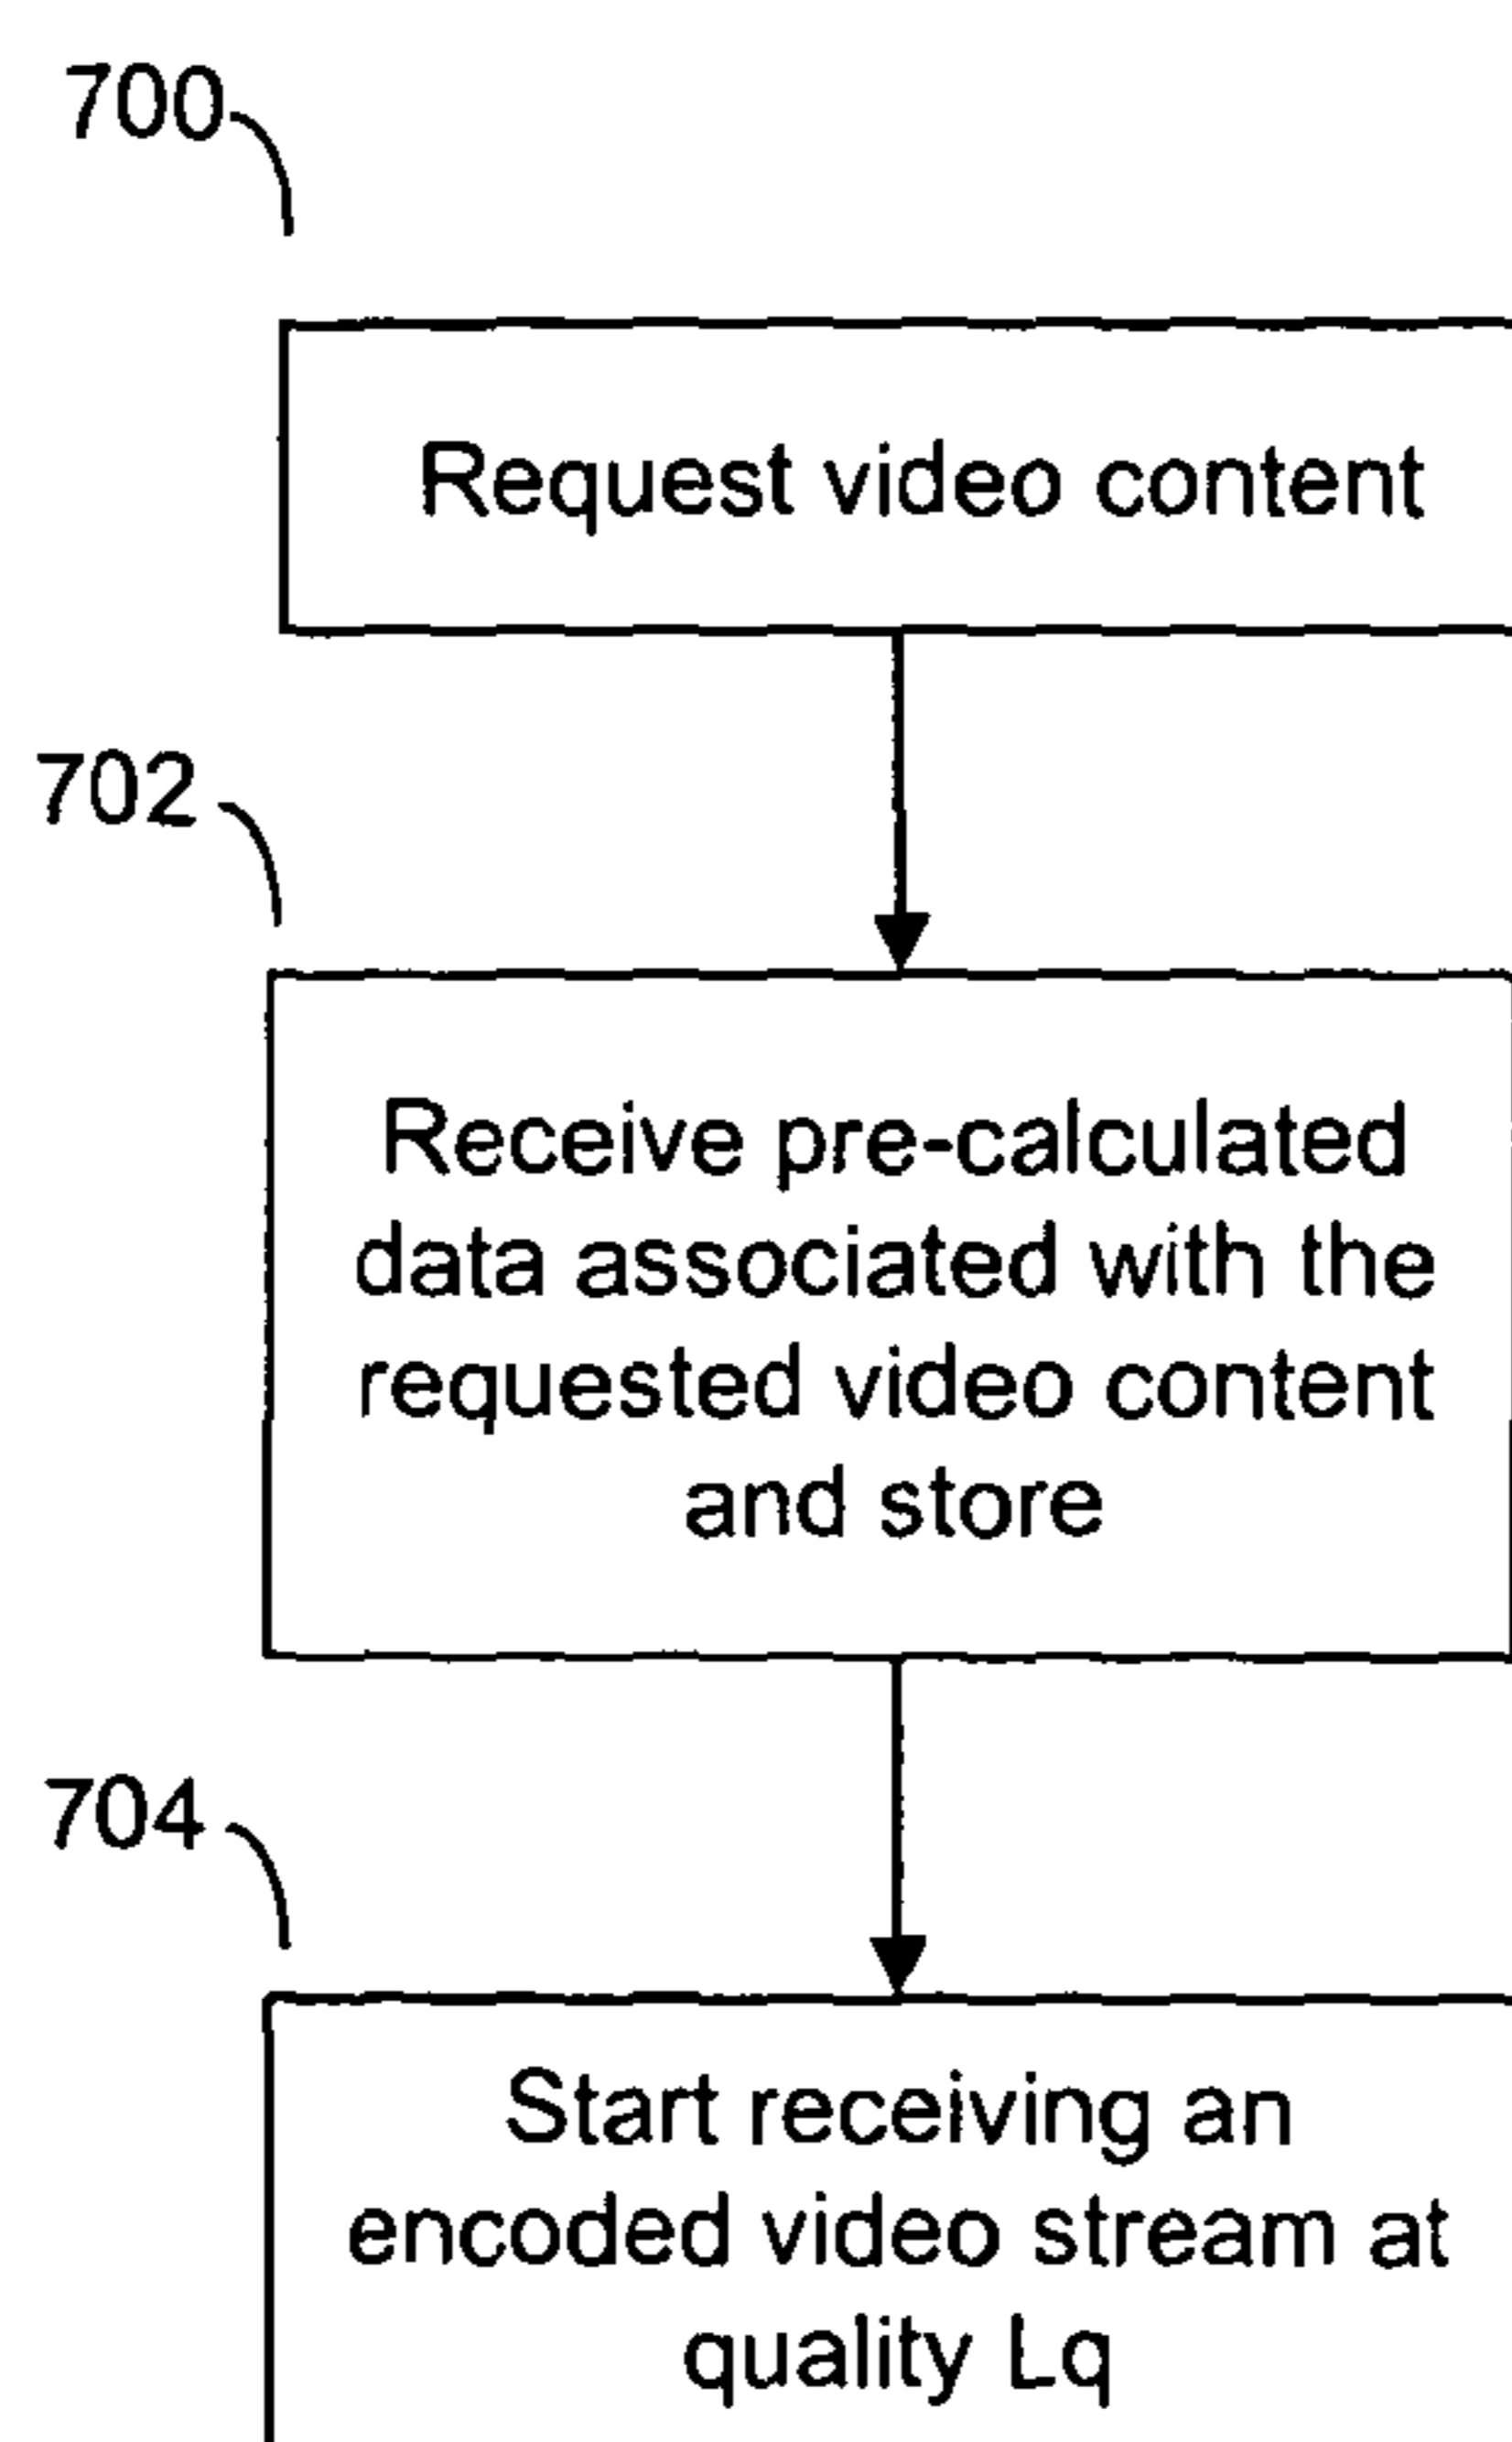 700
Request video content
702
Receive pre-calculated
data associated with the
requested video content
and store
704
Start receiving an
encoded video stream at
quality Lq